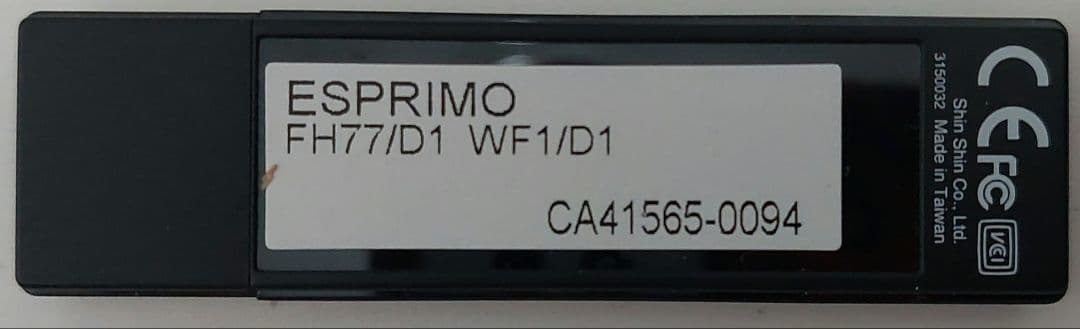 ESPRIMO
FH77/D1 WF1/D1
CA41565-0094
CE FC VCI
Shin Shin Co., Ltd.
3150032 Made in Taiwan